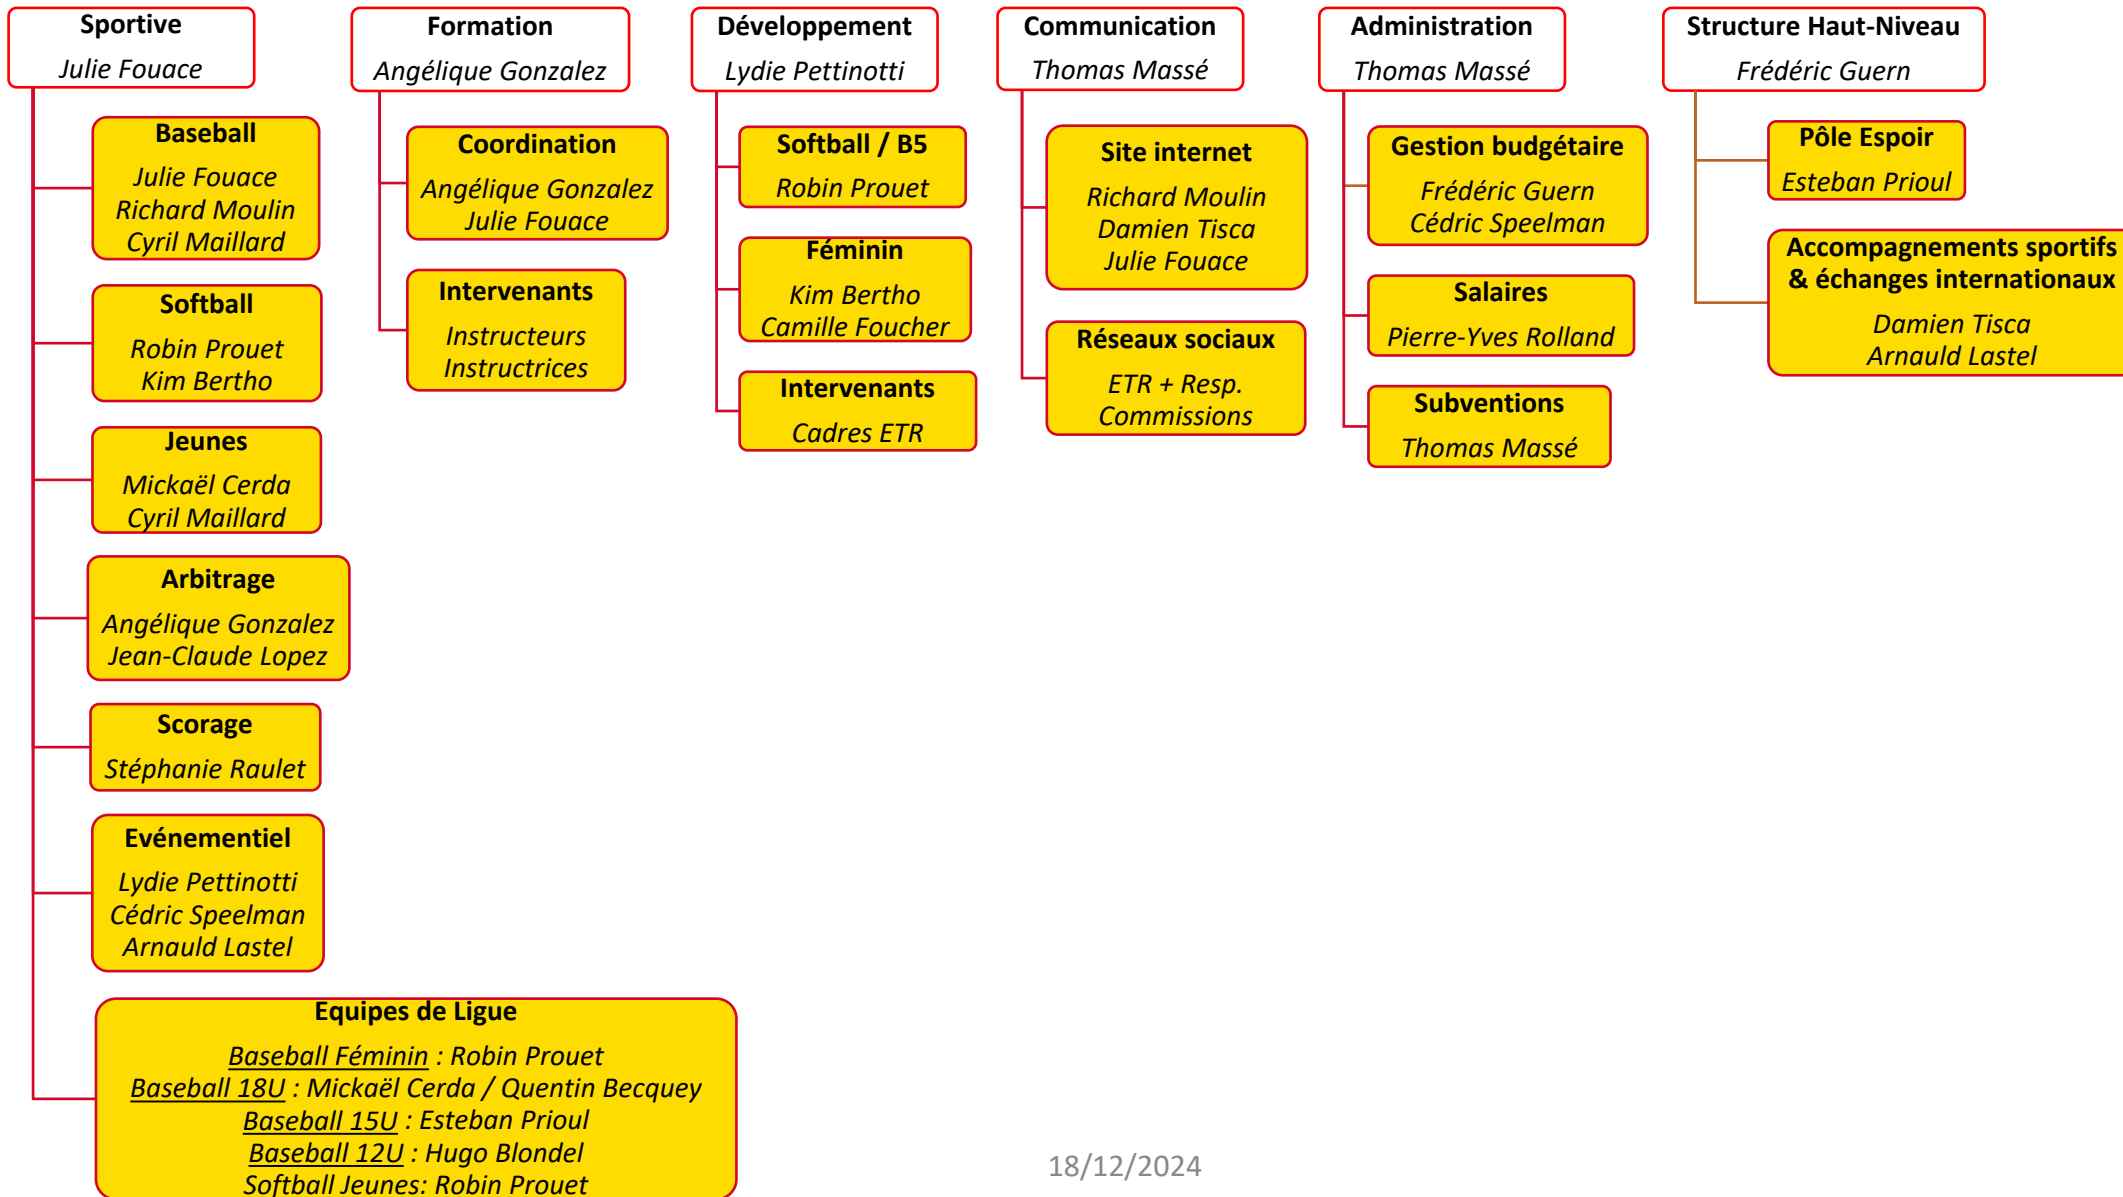 Sportive
Julie Fouace
Baseball
Julie Fouace
Richard Moulin
Cyril Maillard
Softball
Robin Prouet
Kim Bertho
Jeunes
Mickaël Cerda
Cyril Maillard
Arbitrage
Angélique Gonzalez
Jean-Claude Lopez
Scorage
Stéphanie Raulet
Evénementiel
Lydie Pettinotti
Cédric Speelman
Arnauld Lastel
Equipes de Ligue
Baseball Féminin : Robin Prouet
Baseball 18U : Mickaël Cerda / Quentin Becquey
Baseball 15U : Esteban Prioul
Baseball 12U : Hugo Blondel
Softball Jeunes: Robin Prouet
Formation
Angélique Gonzalez
Coordination
Angélique Gonzalez
Julie Fouace
Intervenants
Instructeurs
Instructrices
Développement
Lydie Pettinotti
Softball / B5
Robin Prouet
Féminin
Kim Bertho
Camille Foucher
Intervenants
Cadres ETR
Communication
Thomas Massé
Site internet
Richard Moulin
Damien Tisca
Julie Fouace
Réseaux sociaux
ETR + Resp.
Commissions
Administration
Thomas Massé
Gestion budgétaire
Frédéric Guern
Cédric Speelman
Salaires
Pierre-Yves Rolland
Subventions
Thomas Massé
Structure Haut-Niveau
Frédéric Guern
Pôle Espoir
Esteban Prioul
Accompagnements sportifs
& échanges internationaux
Damien Tisca
Arnauld Lastel
18/12/2024